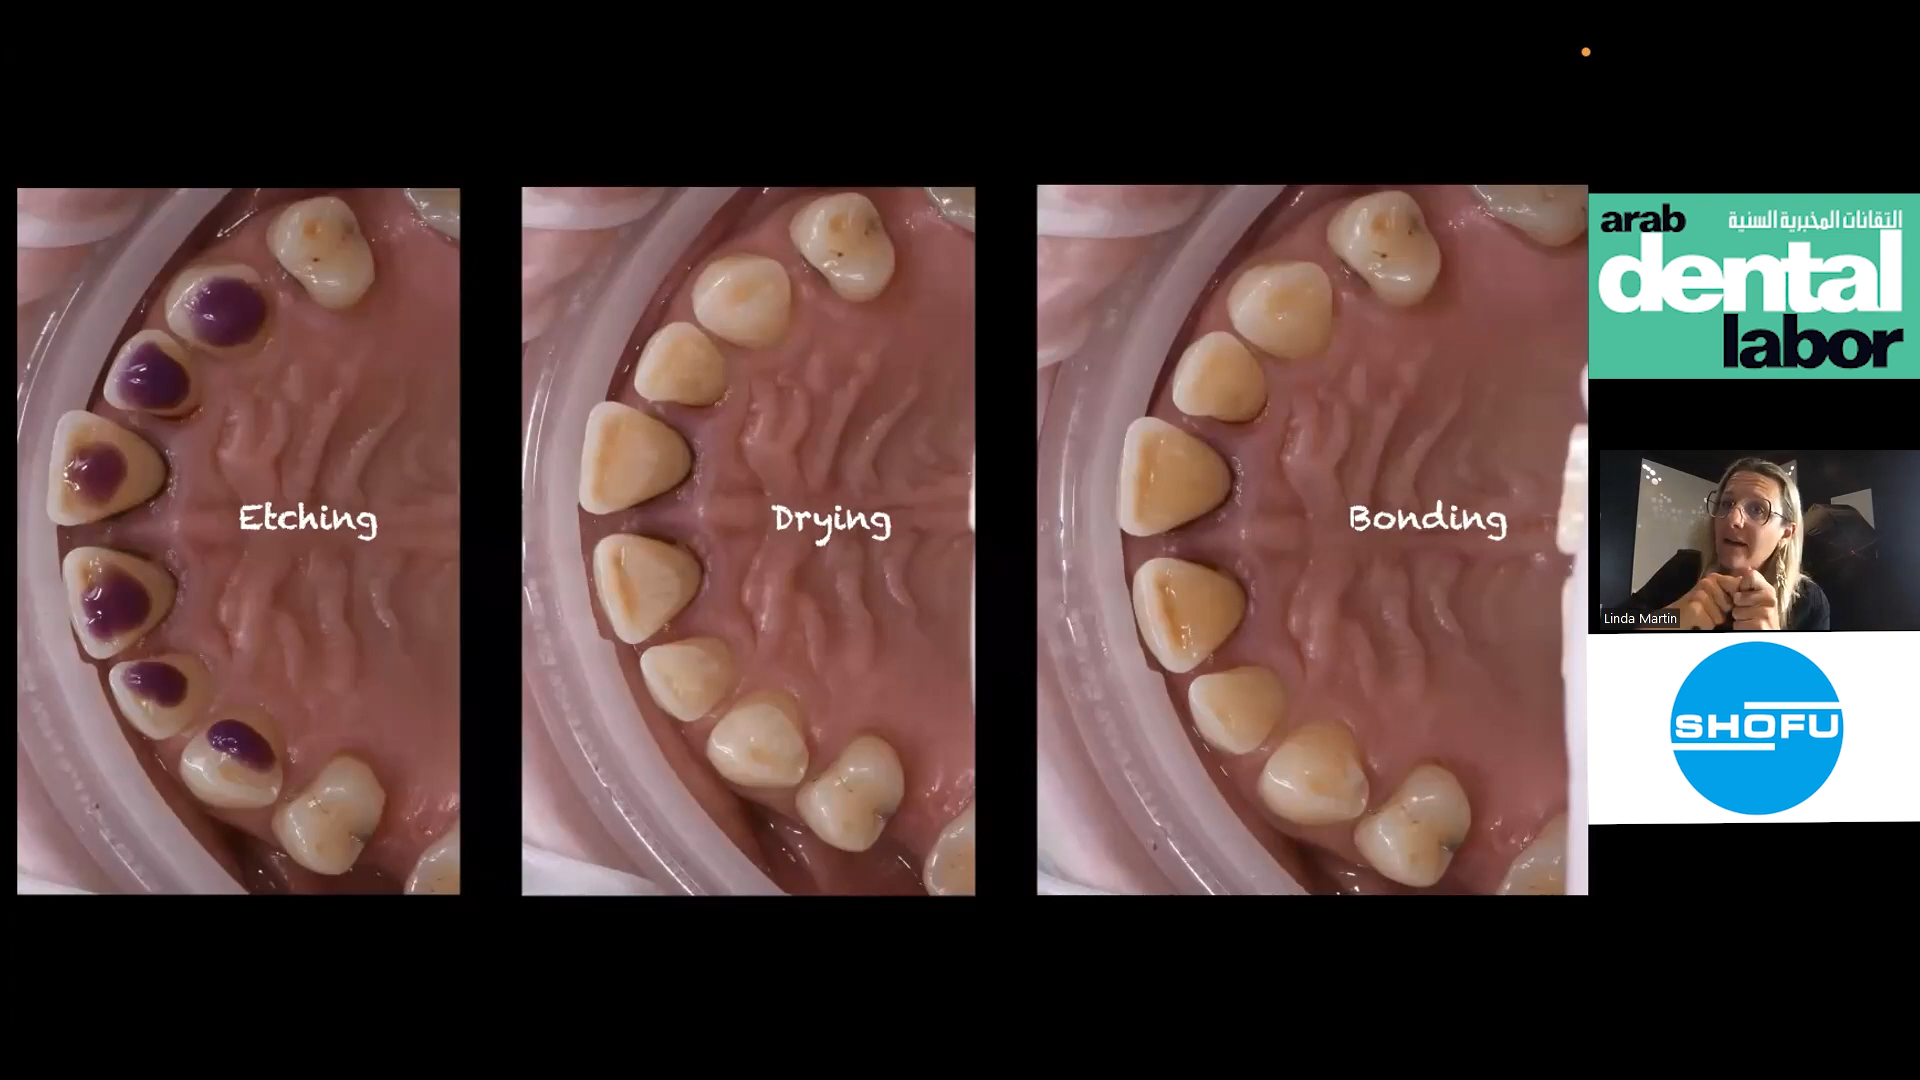 Etching
Drying
Bonding
arab
التقانات المخبرية السنية
dental
labor
Linda Martin
SHOFU